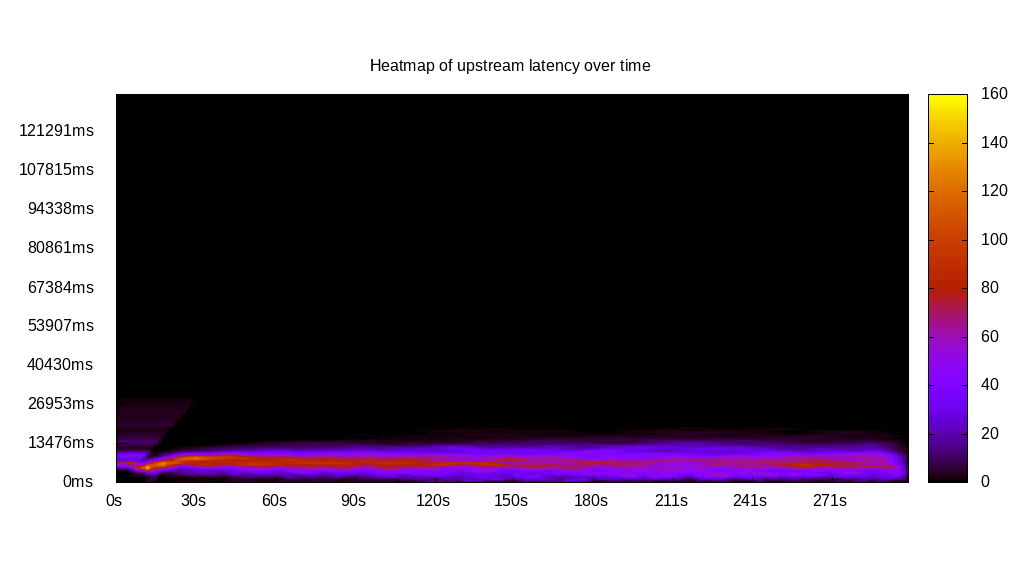 Heatmap of upstream latency over time
121291ms
107815ms
94338ms
80861ms
67384ms
53907ms
40430ms
26953ms
13476ms
0ms
0s 30s 60s 90s 120s 150s 180s 211s 241s 271s
160
140
120
100
80
60
40
20
0